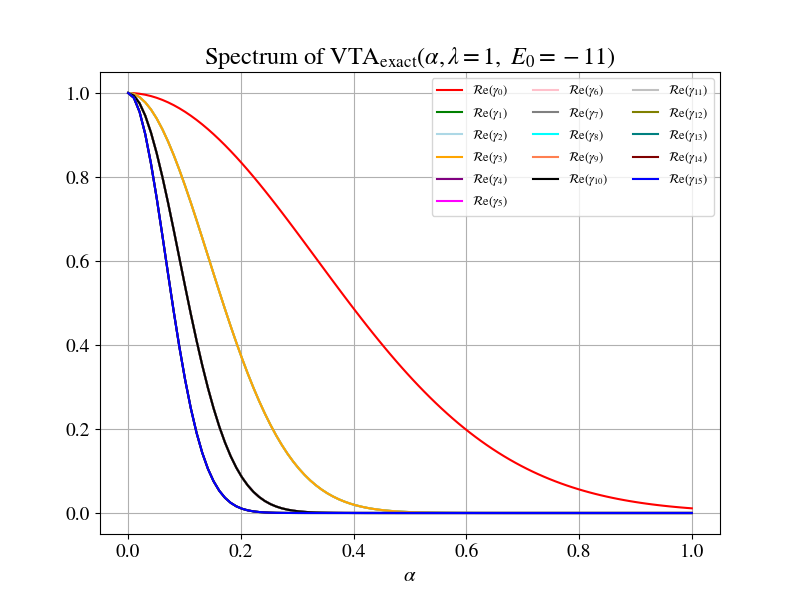 Spectrum of VTA_exact(α, λ = 1, E_0 = −11)
ℛe(γ_0)
ℛe(γ_1)
ℛe(γ_2)
ℛe(γ_3)
ℛe(γ_4)
ℛe(γ_5)
ℛe(γ_6)
ℛe(γ_7)
ℛe(γ_8)
ℛe(γ_9)
ℛe(γ_10)
ℛe(γ_11)
ℛe(γ_12)
ℛe(γ_13)
ℛe(γ_14)
ℛe(γ_15)
1.0
0.8
0.6
0.4
0.2
0.0
0.0 0.2 0.4 0.6 0.8 1.0
α